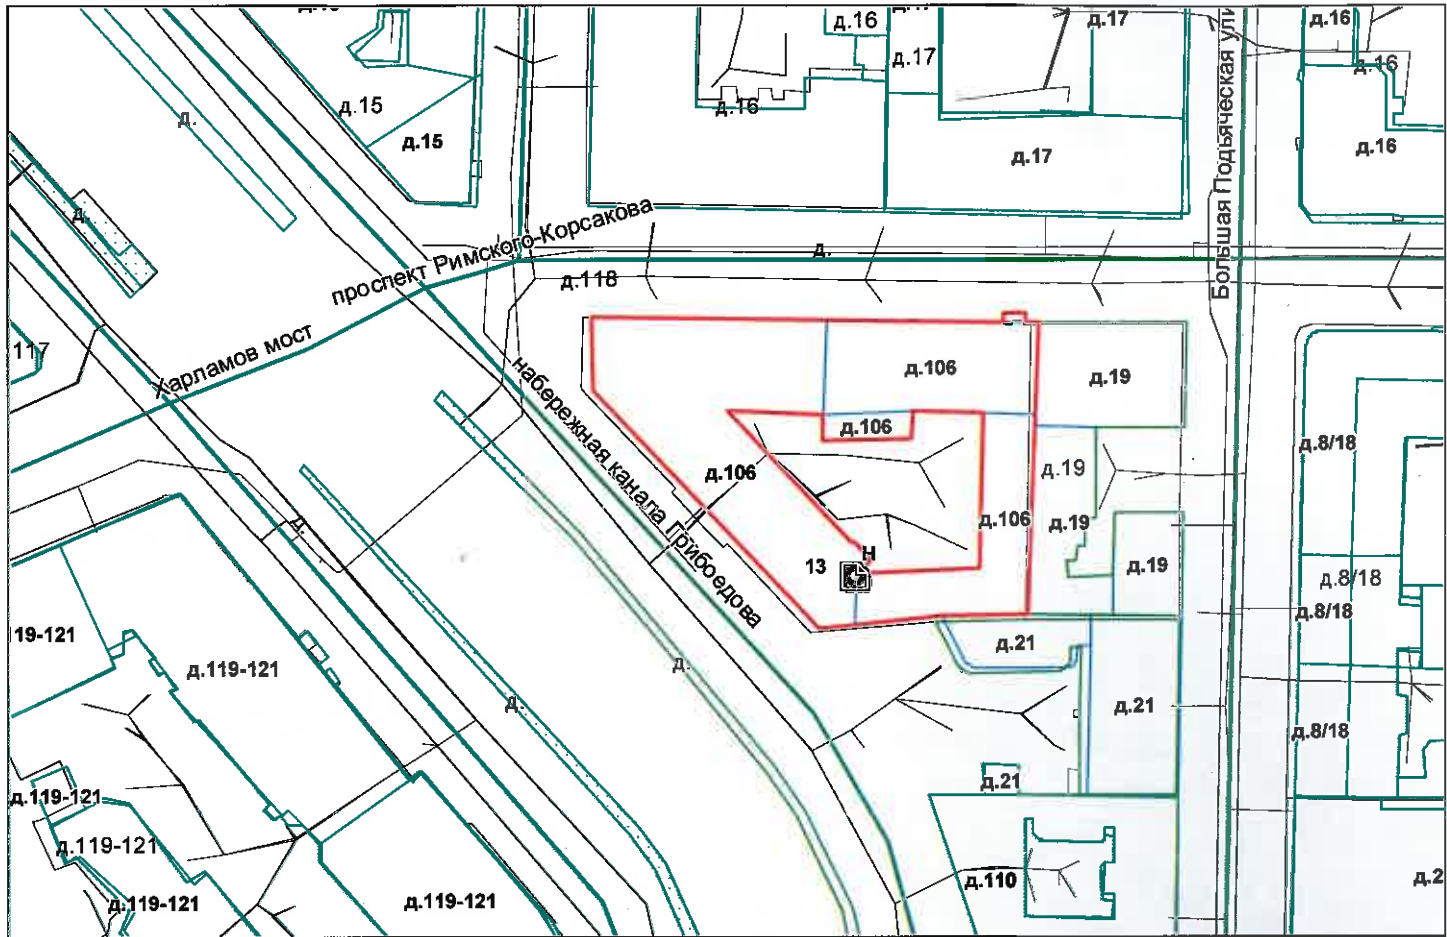 д.16
д.17
д.17
д.16
д.16
д.15
д.
д.15
д.16
д.17
д.16
Большая Подьяческая ули
д.
проспект Римского-Корсакова
д.
д.118
117
Харламов мост
набережная канала Грибоедова
д.106
д.19
д.106
д.106
д.19
д.8/18
д.106
д.19
д.
13
Н
д.19
д.8/18
д.8/18
19-121
д.119-121
д.
д.21
д.
д.21
д.8/18
д.21
д.119-121
д.119-121
д.110
д.2
д.119-121
д.119-121